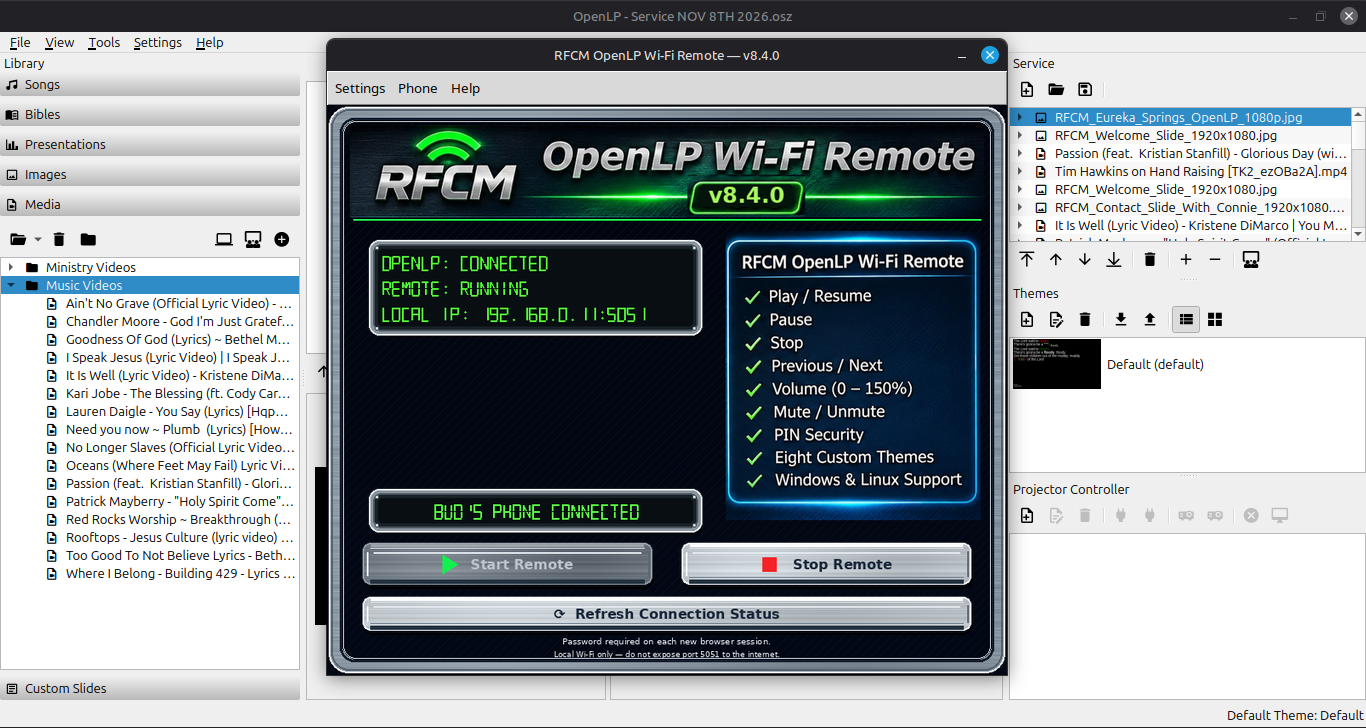 OpenLP - Service NOV 8TH 2026.osz
File View Tools Settings Help
Library
Songs
Bibles
Presentations
Images
Media
Ministry Videos
Music Videos
Ain't No Grave (Official Lyric Video) - ...
Chandler Moore - God I'm Just Gratef...
Goodness Of God (Lyrics) ~ Bethel M...
I Speak Jesus (Lyric Video) | I Speak J...
It Is Well (Lyric Video) - Kristene DiMa...
Kari Jobe - The Blessing (ft. Cody Car...
Lauren Daigle - You Say (Lyrics) [Hqp...
Need you now ~ Plumb (Lyrics) [How...
No Longer Slaves (Official Lyric Video...
Oceans (Where Feet May Fail) Lyric Vi...
Passion (feat. Kristian Stanfill) - Glori...
Patrick Mayberry - "Holy Spirit Come"...
Red Rocks Worship ~ Breakthrough (...
Rooftops - Jesus Culture (lyric video) ...
Too Good To Not Believe Lyrics - Beth...
Where I Belong - Building 429 - Lyrics ...
Custom Slides
RFCM OpenLP Wi-Fi Remote — v8.4.0
Settings Phone Help
RFCM
OpenLP Wi-Fi Remote
v8.4.0
OPENLP: CONNECTED
REMOTE: RUNNING
LOCAL IP: 192.168.0.11:5051
BUD'S PHONE CONNECTED
RFCM OpenLP Wi-Fi Remote
Play / Resume
Pause
Stop
Previous / Next
Volume (0 – 150%)
Mute / Unmute
PIN Security
Eight Custom Themes
Windows & Linux Support
Start Remote
Stop Remote
Refresh Connection Status
Password required on each new browser session.
Local Wi-Fi only — do not expose port 5051 to the internet.
Service
RFCM_Eureka_Springs_OpenLP_1080p.jpg
RFCM_Welcome_Slide_1920x1080.jpg
Passion (feat. Kristian Stanfill) - Glorious Day (wi...
Tim Hawkins on Hand Raising [TK2_ezOBa2A].mp4
RFCM_Welcome_Slide_1920x1080.jpg
RFCM_Contact_Slide_With_Connie_1920x1080....
It Is Well (Lyric Video) - Kristene DiMarco | You M...
Themes
Default (default)
Projector Controller
Default Theme: Default